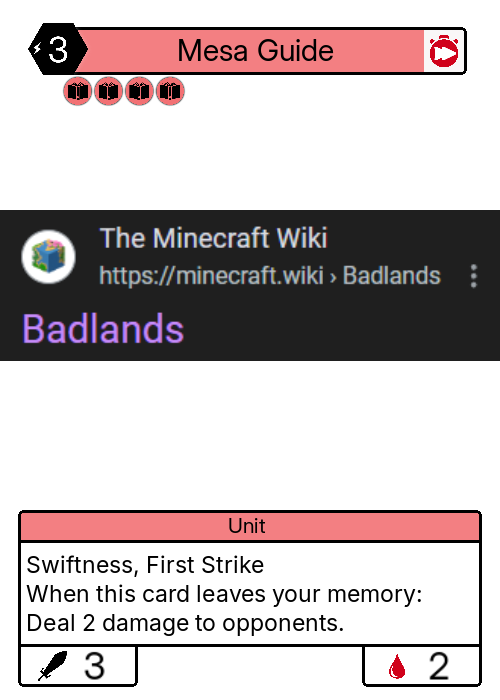 3 Mesa Guide
The Minecraft Wiki
https://minecraft.wiki › Badlands
Badlands
Unit
Swiftness, First Strike
When this card leaves your memory:
Deal 2 damage to opponents.
3 2